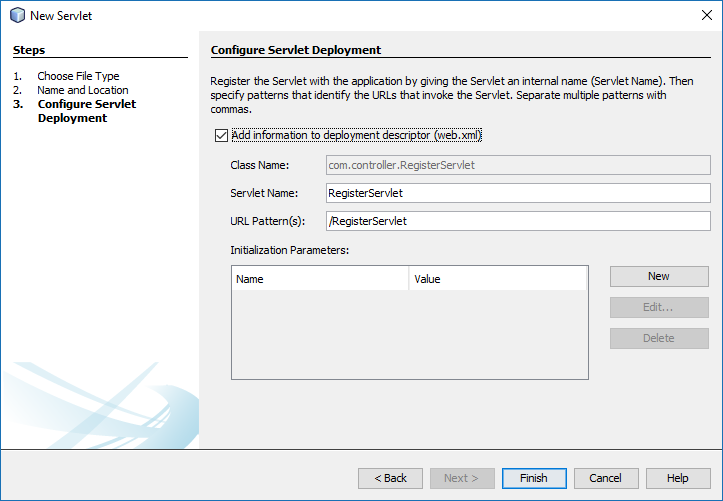 New Servlet
Steps
1. Choose File Type
2. Name and Location
3. Configure Servlet
Deployment
Configure Servlet Deployment
Register the Servlet with the application by giving the Servlet an internal name (Servlet Name). Then
specify patterns that identify the URLs that invoke the Servlet. Separate multiple patterns with
commas.
Add information to deployment descriptor (web.xml)
Class Name: com.controller.RegisterServlet
Servlet Name: RegisterServlet
URL Pattern(s): /RegisterServlet
Initialization Parameters:
Name Value
New
Edit...
Delete
< Back Next > Finish Cancel Help